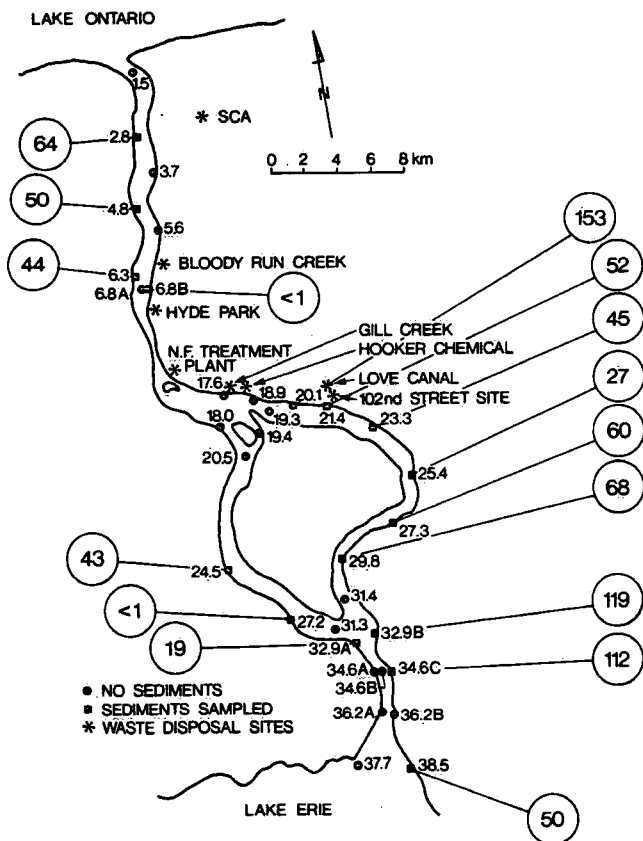 LAKE ONTARIO
1.5
N
* SCA
64
2.8
0 2 4 6 8 km
3.7
50
4.8
5.6
153
* BLOODY RUN CREEK
44
6.3
6.8A
6.8B
<1
52
* HYDE PARK
45
GILL CREEK
HOOKER CHEMICAL
N.F. TREATMENT
* PLANT
LOVE CANAL
102nd STREET SITE
27
17.6
18.9
20.1
21.4
23.3
19.3
18.0
19.4
60
20.5
25.4
68
27.3
43
24.5
29.8
31.4
<1
27.2
31.3
32.9B
119
19
32.9A
34.6A
34.6C
112
34.6B
● NO SEDIMENTS
■ SEDIMENTS SAMPLED
* WASTE DISPOSAL SITES
36.2A
36.2B
37.7
38.5
LAKE ERIE
50